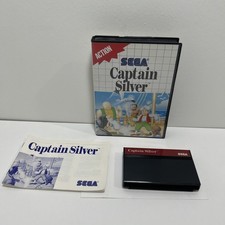 ACTION
SEGA
Captain
Silver
Captain Silver
SEGA
Captain Silver
SEGA